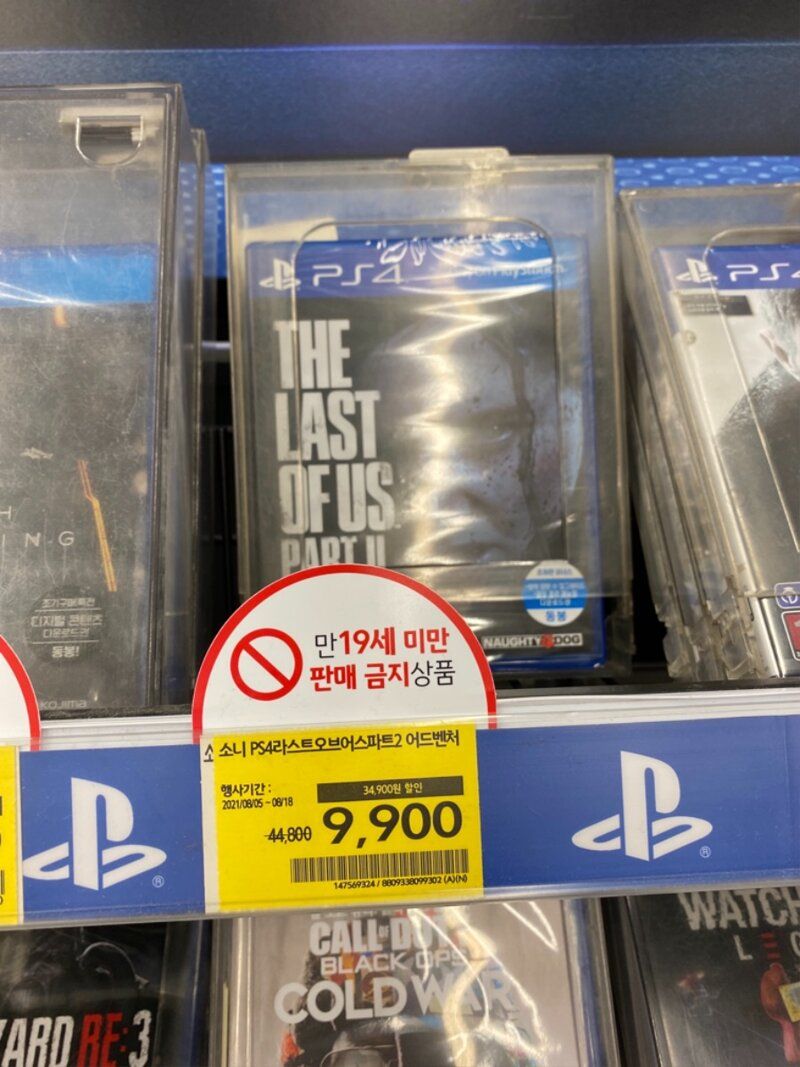 PS4
THE
LAST
OF US
PART II
NAUGHTY DOG
동봉
PS4
NING
조기구매특전
디지털 콘텐츠
다운로드권
동봉!
KOJIMA
만19세 미만
판매 금지상품
소니 PS4라스트오브어스파트2 어드벤처
행사기간 :
2021/08/05 ~ 08/18
34,900원 할인
44,800 9,900
147569324 / 8809338099302 (A)(N)
CALL OF DUTY
BLACK OPS
COLD WAR
RE:3
WATCH
L